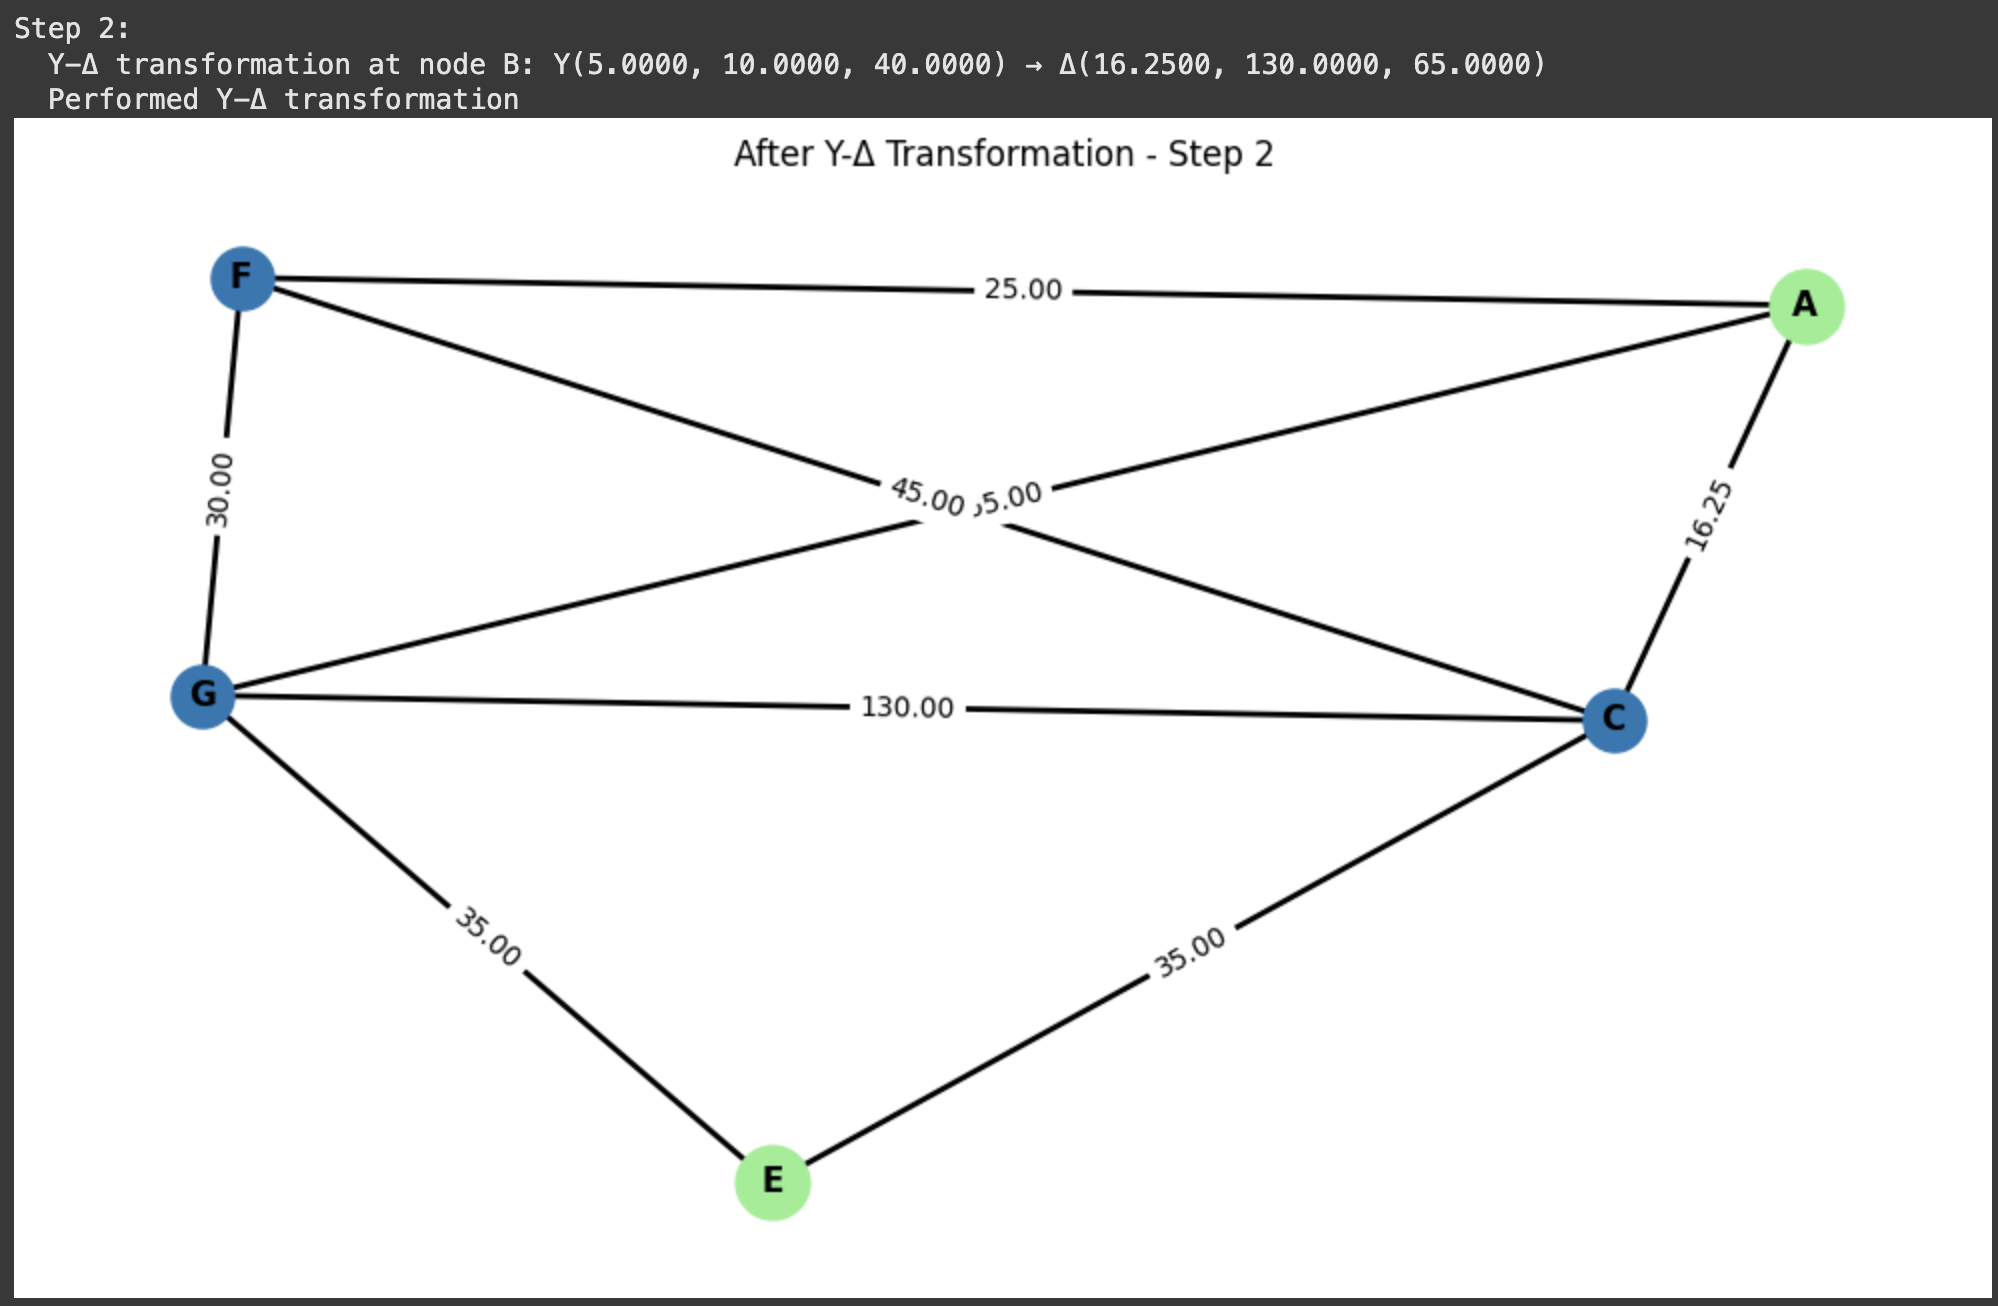 Step 2:
Y–Δ transformation at node B: Y(5.0000, 10.0000, 40.0000) → Δ(16.2500, 130.0000, 65.0000)
Performed Y–Δ transformation
After Y-Δ Transformation - Step 2
F
25.00
A
30.00
45.00
5.00
16.25
G
130.00
C
35.00
35.00
E